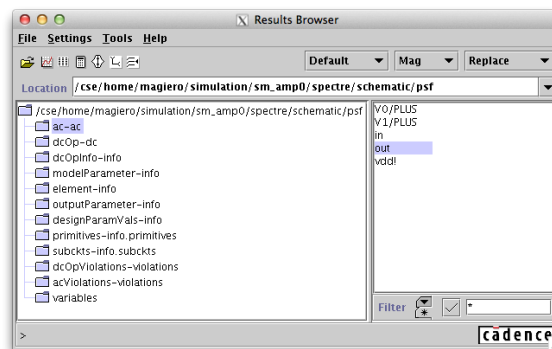 Results Browser
File Settings Tools Help
Default Mag Replace
Location /cse/home/magiero/simulation/sm_amp0/spectre/schematic/psf
/cse/home/magiero/simulation/sm_amp0/spectre/schematic/psf
ac-ac
dcOp-dc
dcOpInfo-info
modelParameter-info
element-info
outputParameter-info
designParamVals-info
primitives-info.primitives
subckts-info.subckts
dcOpViolations-violations
acViolations-violations
variables
V0/PLUS
V1/PLUS
in
out
vdd!
Filter *
>
cādence